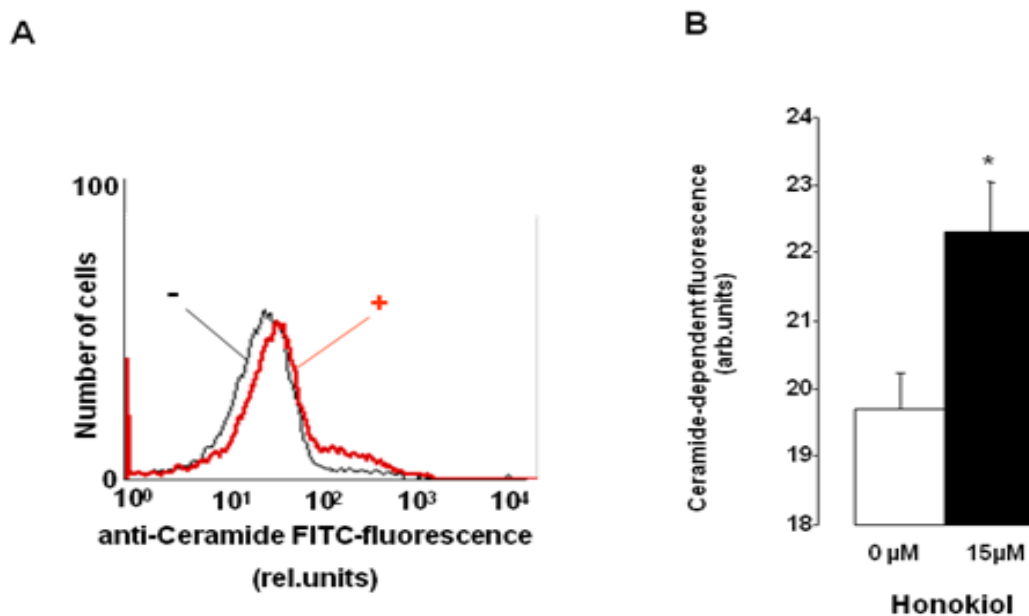 A
100
Number of cells
-
+
0
10⁰ 10¹ 10² 10³ 10⁴
anti-Ceramide FITC-fluorescence
(rel.units)
B
Ceramide-dependent fluorescence
(arb.units)
24
23
22
21
20
19
18
*
0 µM 15µM
Honokiol